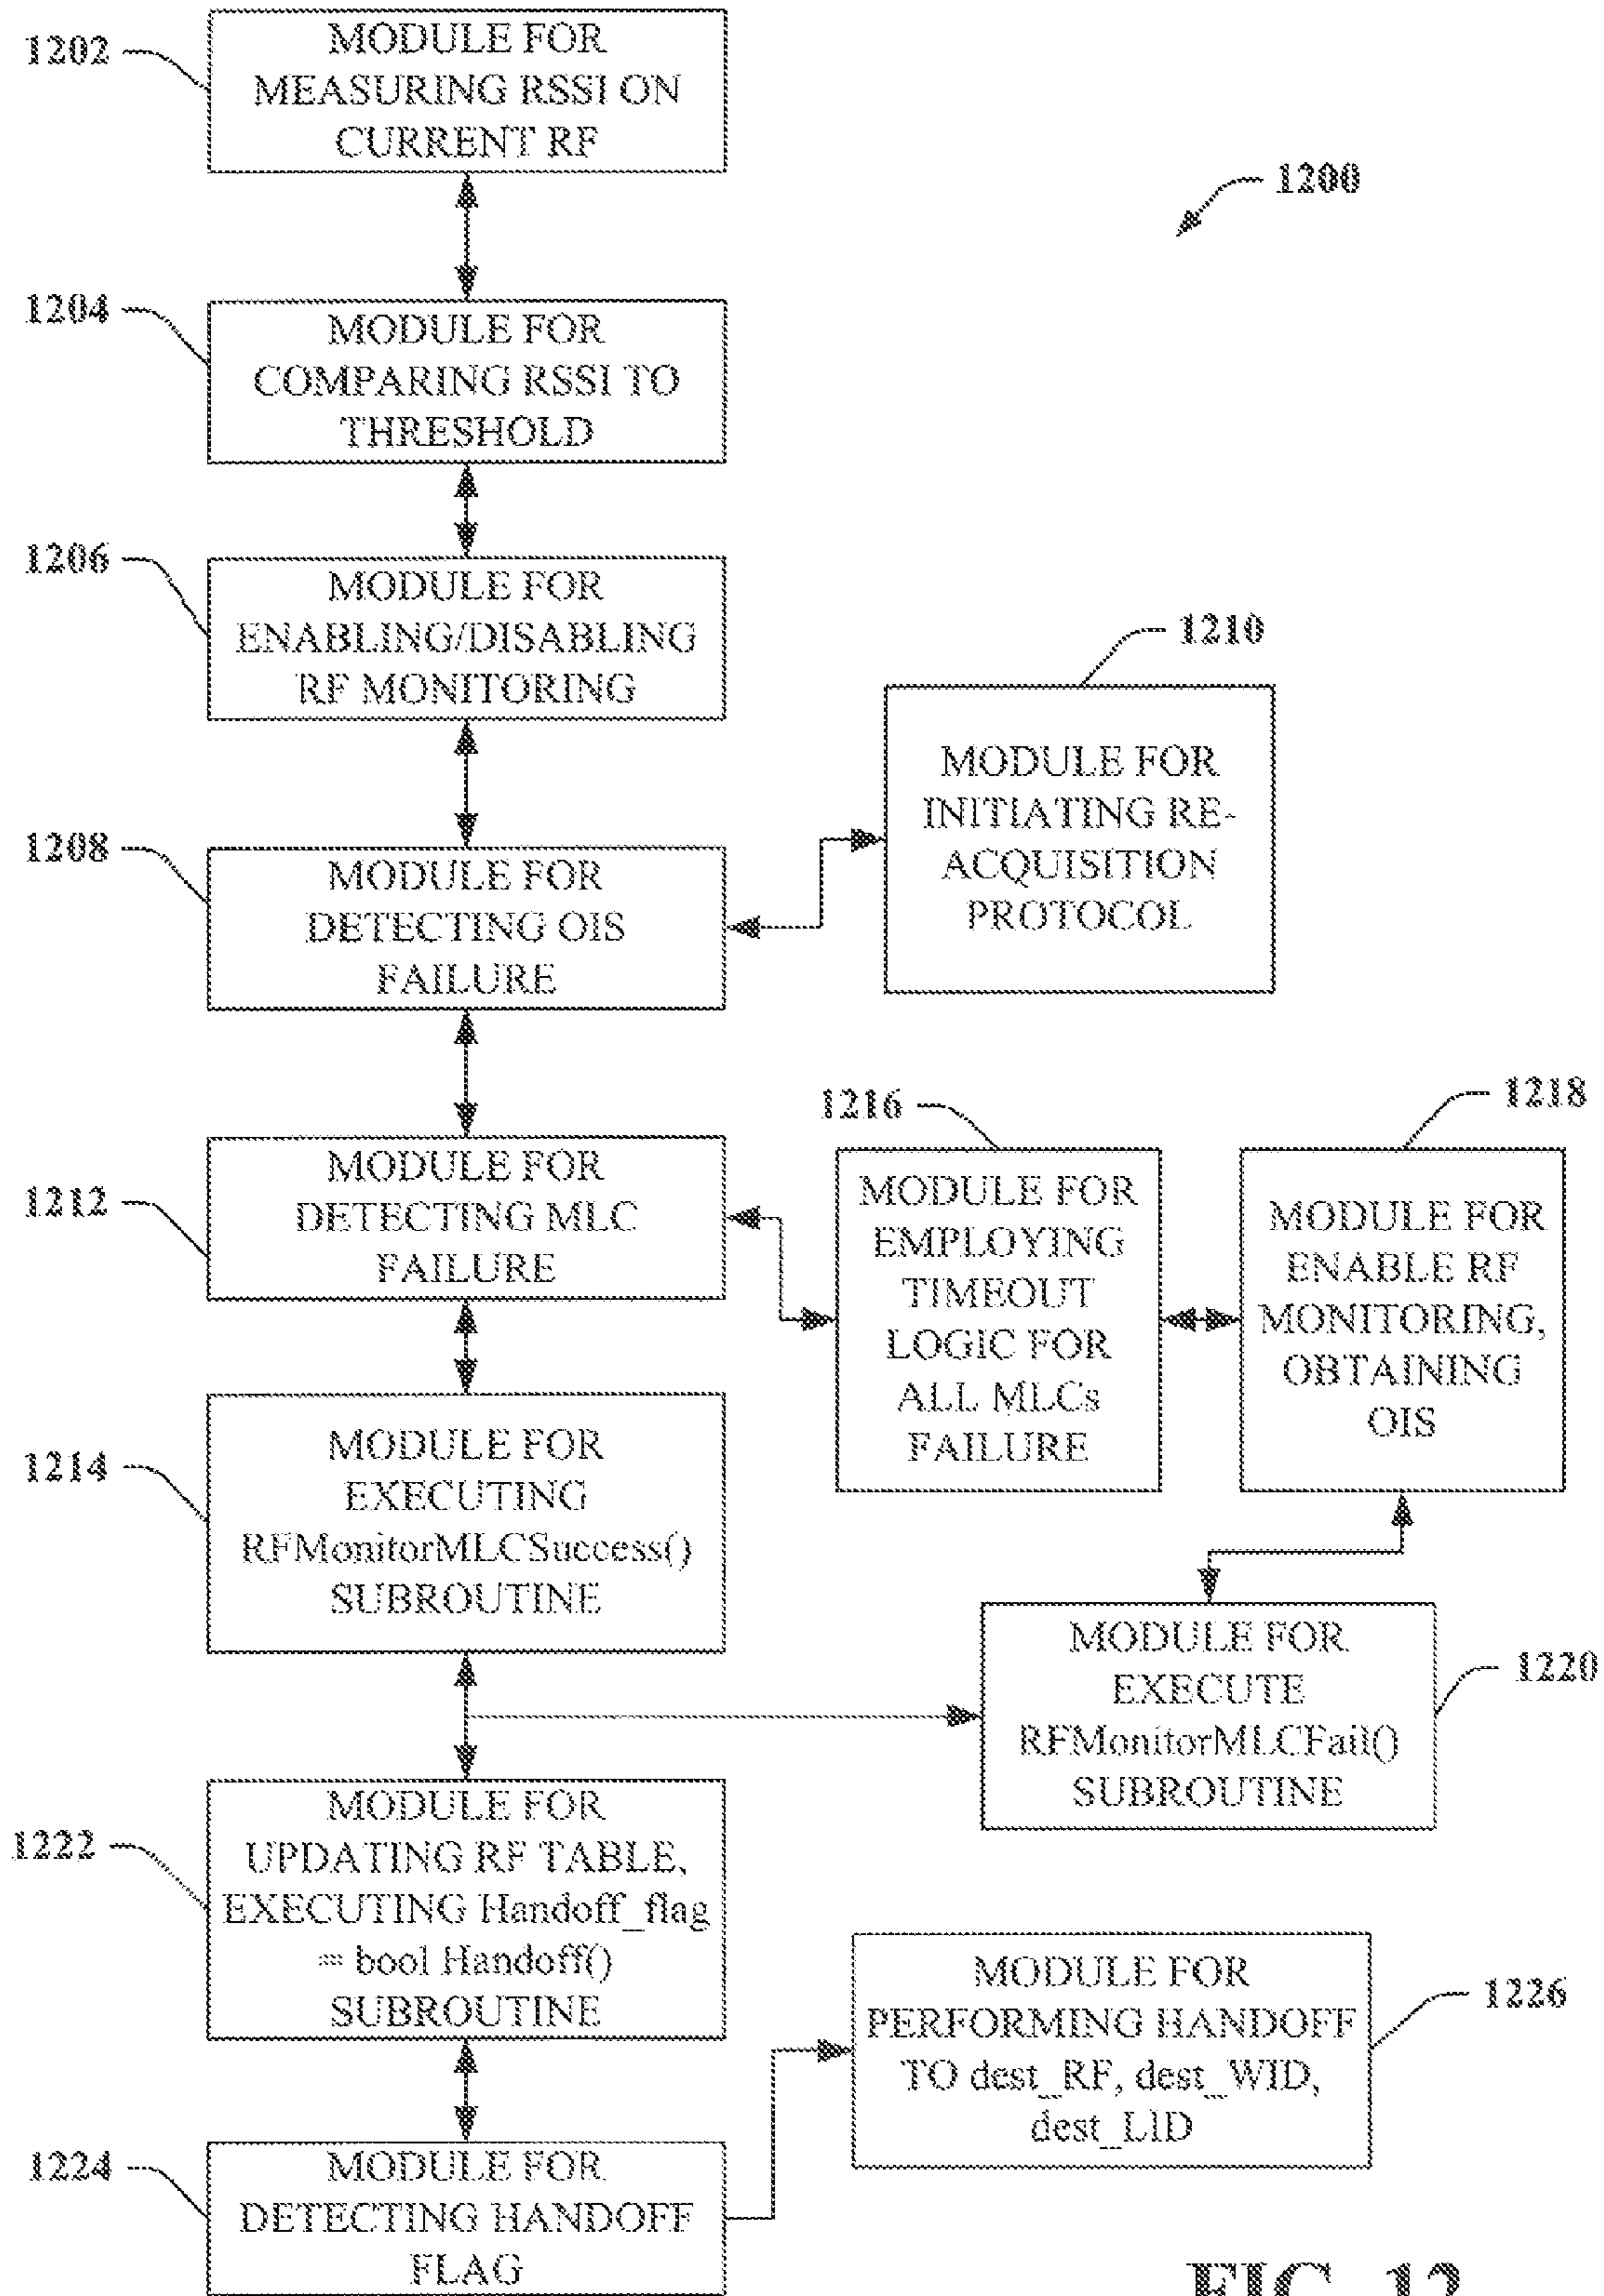 1202
MODULE FOR
MEASURING RSSI ON
CURRENT RF
1200
1204
MODULE FOR
COMPARING RSSI TO
THRESHOLD
1206
MODULE FOR
ENABLING/DISABLING
RF MONITORING
1210
MODULE FOR
INITIATING RE-
ACQUISITION
PROTOCOL
1208
MODULE FOR
DETECTING OIS
FAILURE
1212
MODULE FOR
DETECTING MLC
FAILURE
1216
MODULE FOR
EMPLOYING
TIMEOUT
LOGIC FOR
ALL MLCs
FAILURE
1218
MODULE FOR
ENABLE RF
MONITORING,
OBTAINING
OIS
1214
MODULE FOR
EXECUTING
RFMonitorMLCSuccess()
SUBROUTINE
1220
MODULE FOR
EXECUTE
RFMonitorMLCFail()
SUBROUTINE
1222
MODULE FOR
UPDATING RF TABLE,
EXECUTING Handoff_flag
= bool Handoff()
SUBROUTINE
1226
MODULE FOR
PERFORMING HANDOFF
TO dest_RF, dest_WID,
dest_LID
1224
MODULE FOR
DETECTING HANDOFF
FLAG
FIG. 12